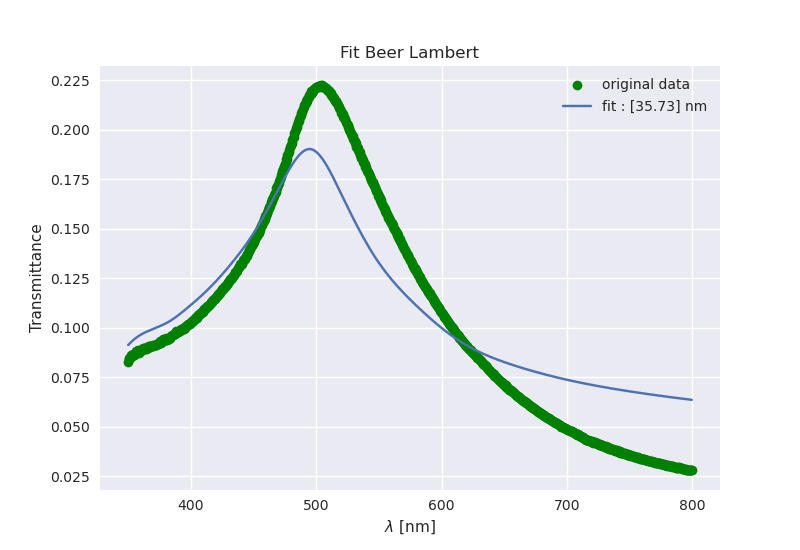 Fit Beer Lambert
original data
fit : [35.73] nm
Transmittance
0.225
0.200
0.175
0.150
0.125
0.100
0.075
0.050
0.025
400 500 600 700 800
λ [nm]